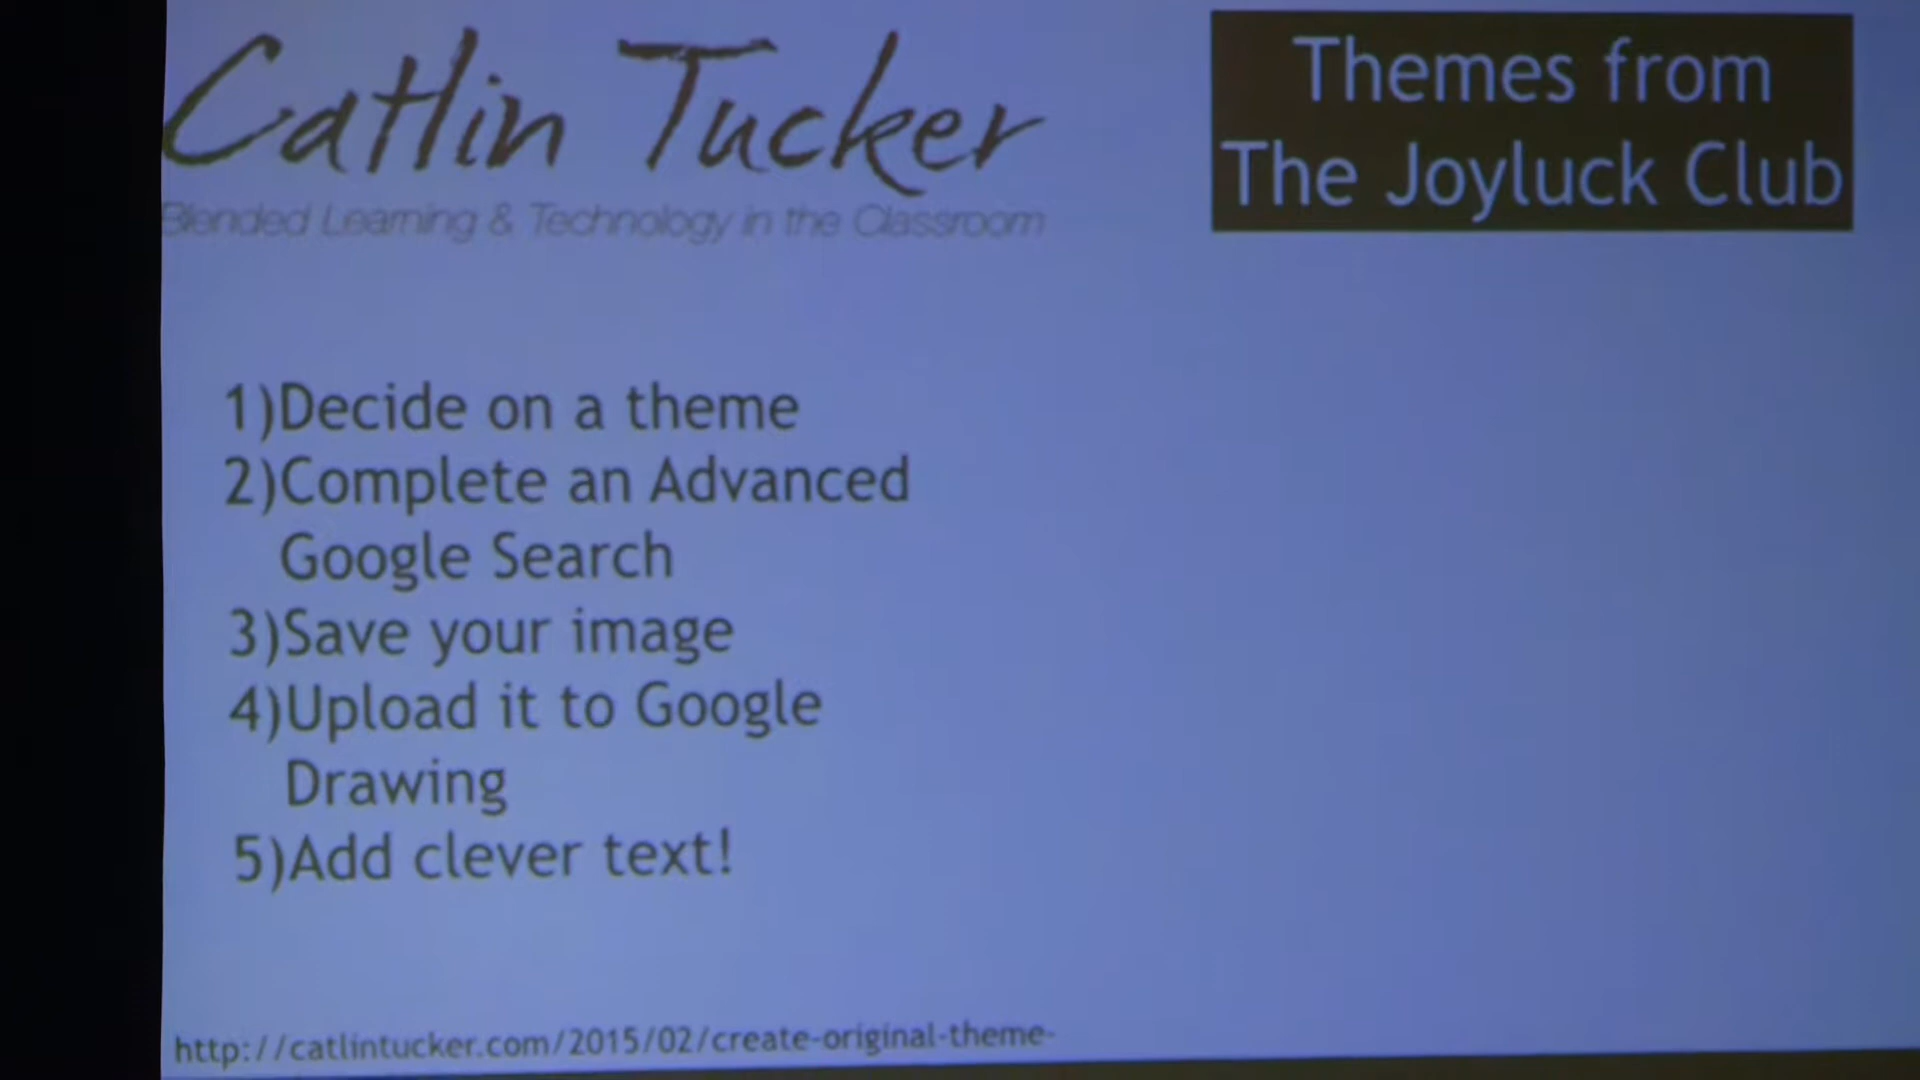 Catlin Tucker
Blended Learning & Technology in the Classroom
Themes from
The Joyluck Club
1)Decide on a theme
2)Complete an Advanced
Google Search
3)Save your image
4)Upload it to Google
Drawing
5)Add clever text!
http://catlintucker.com/2015/02/create-original-theme-